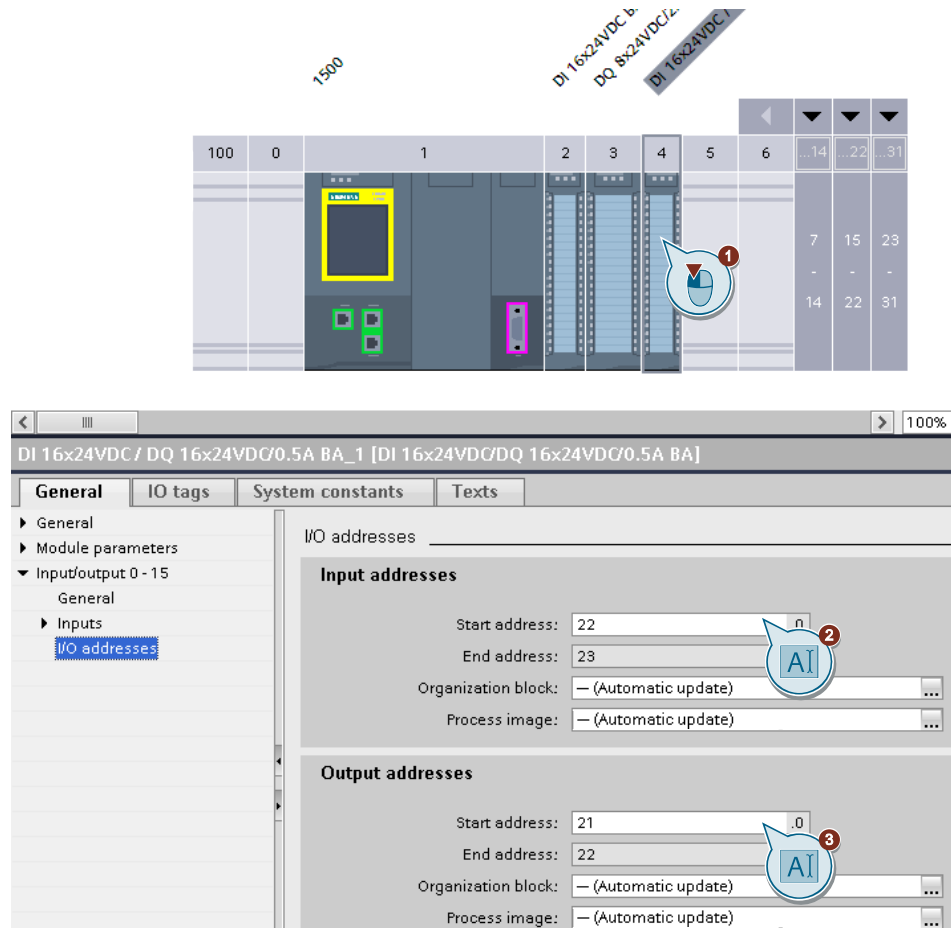 1500
DI 16x24VDC b.
DQ 8x24VDC/2.
DI 16x24VDC /
100 0 1 2 3 4 5 6 ...14 ...22 ...31
SIEMENS
7 15 23
- - -
14 22 31
1
100%
DI 16x24VDC / DQ 16x24VDC/0.5A BA_1 [DI 16x24VDC/DQ 16x24VDC/0.5A BA]
General IO tags System constants Texts
General
Module parameters
Input/output 0 - 15
General
Inputs
I/O addresses
I/O addresses
Input addresses
Start address: 22 .0
2
End address: 23
AI
Organization block: — (Automatic update) ...
Process image: — (Automatic update) ...
Output addresses
Start address: 21 .0
3
End address: 22
AI
Organization block: — (Automatic update) ...
Process image: — (Automatic update) ...